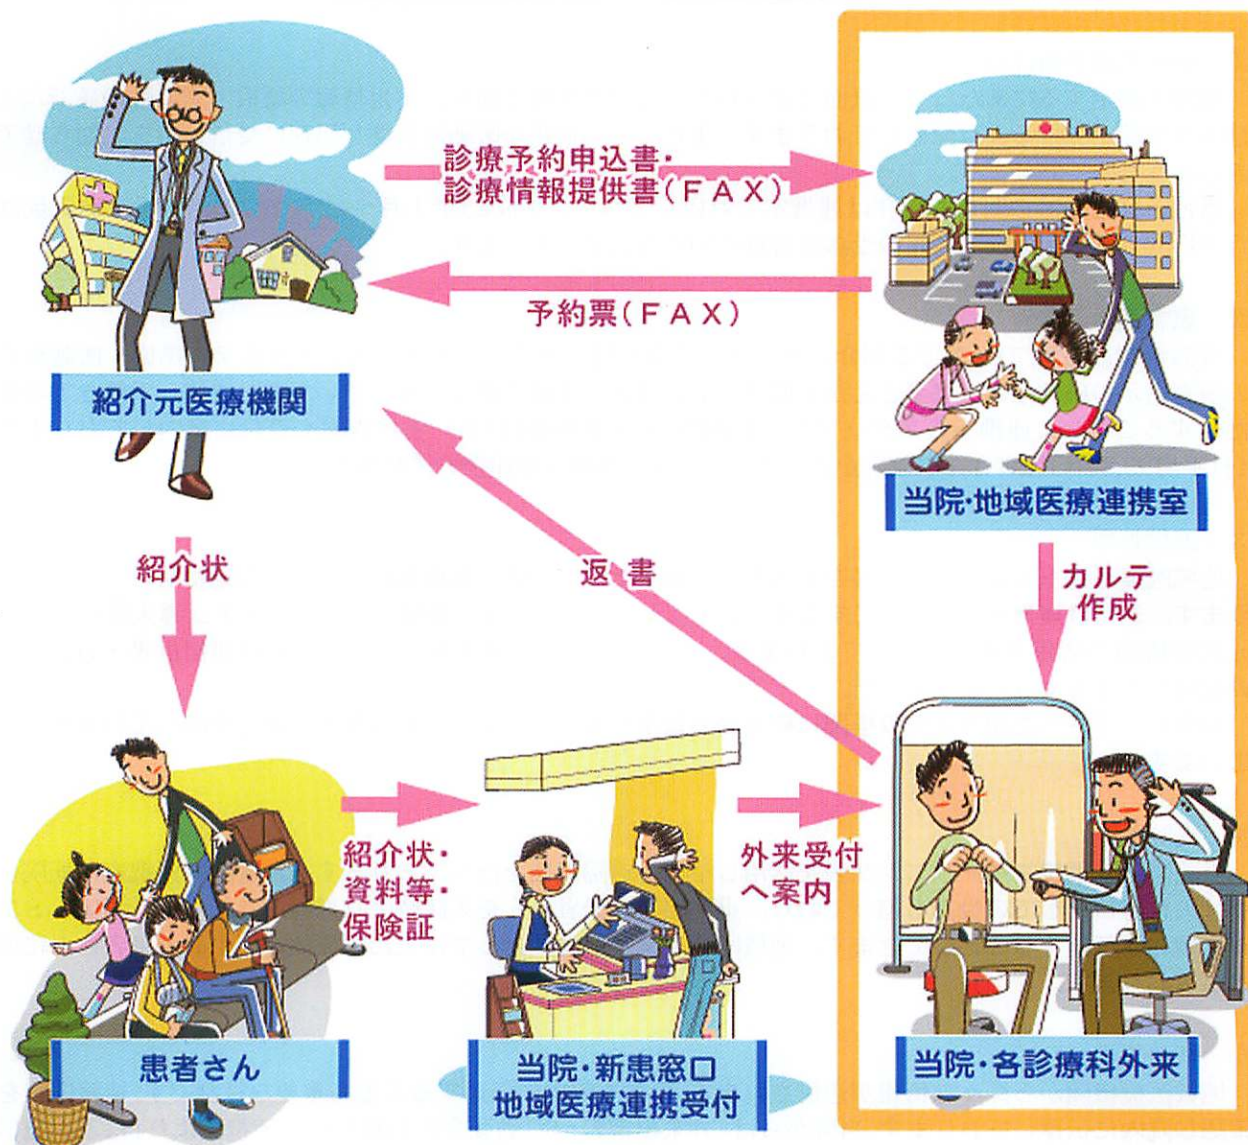 診療予約申込書・
診療情報提供書(FAX)
予約票(FAX)
紹介元医療機関
当院・地域医療連携室
紹介状
返書
カルテ
作成
紹介状・
資料等・
保険証
外来受付
へ案内
患者さん
当院・新患窓口
地域医療連携受付
当院・各診療科外来